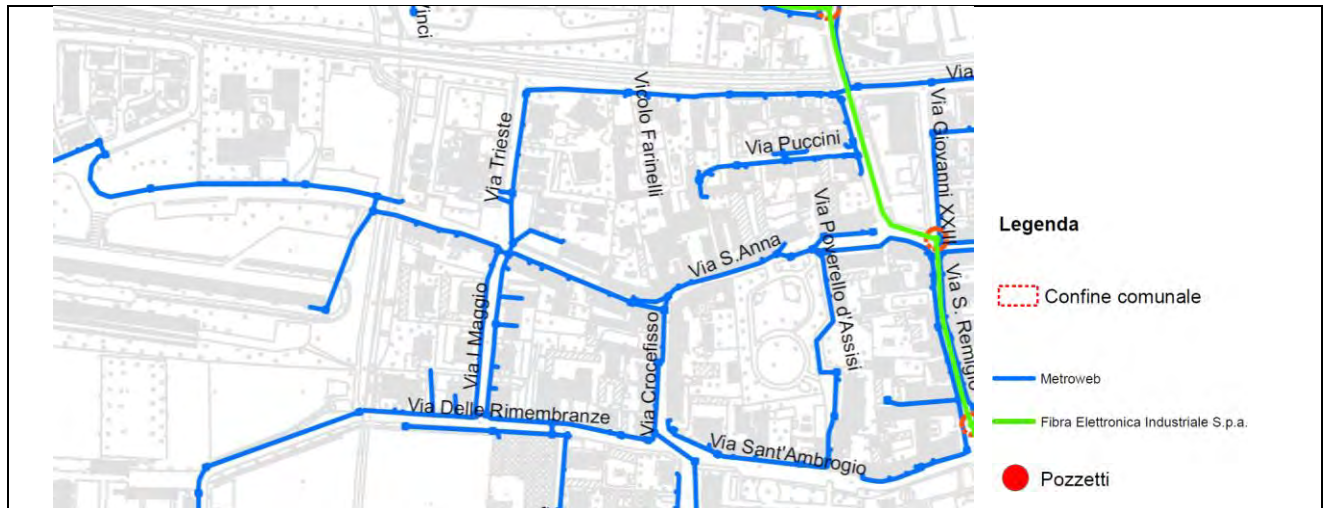 Vinci
Via
Vicolo Farinelli
Via Trieste
Via Puccini
Via Giovanni XXIII
Via S.Anna
Via Poverello d'Assisi
Via I Maggio
Via Crocefisso
Via S. Remigio
Via Delle Rimembranze
Via Sant'Ambrogio
Legenda
Confine comunale
Metroweb
Fibra Elettronica Industriale S.p.a.
Pozzetti